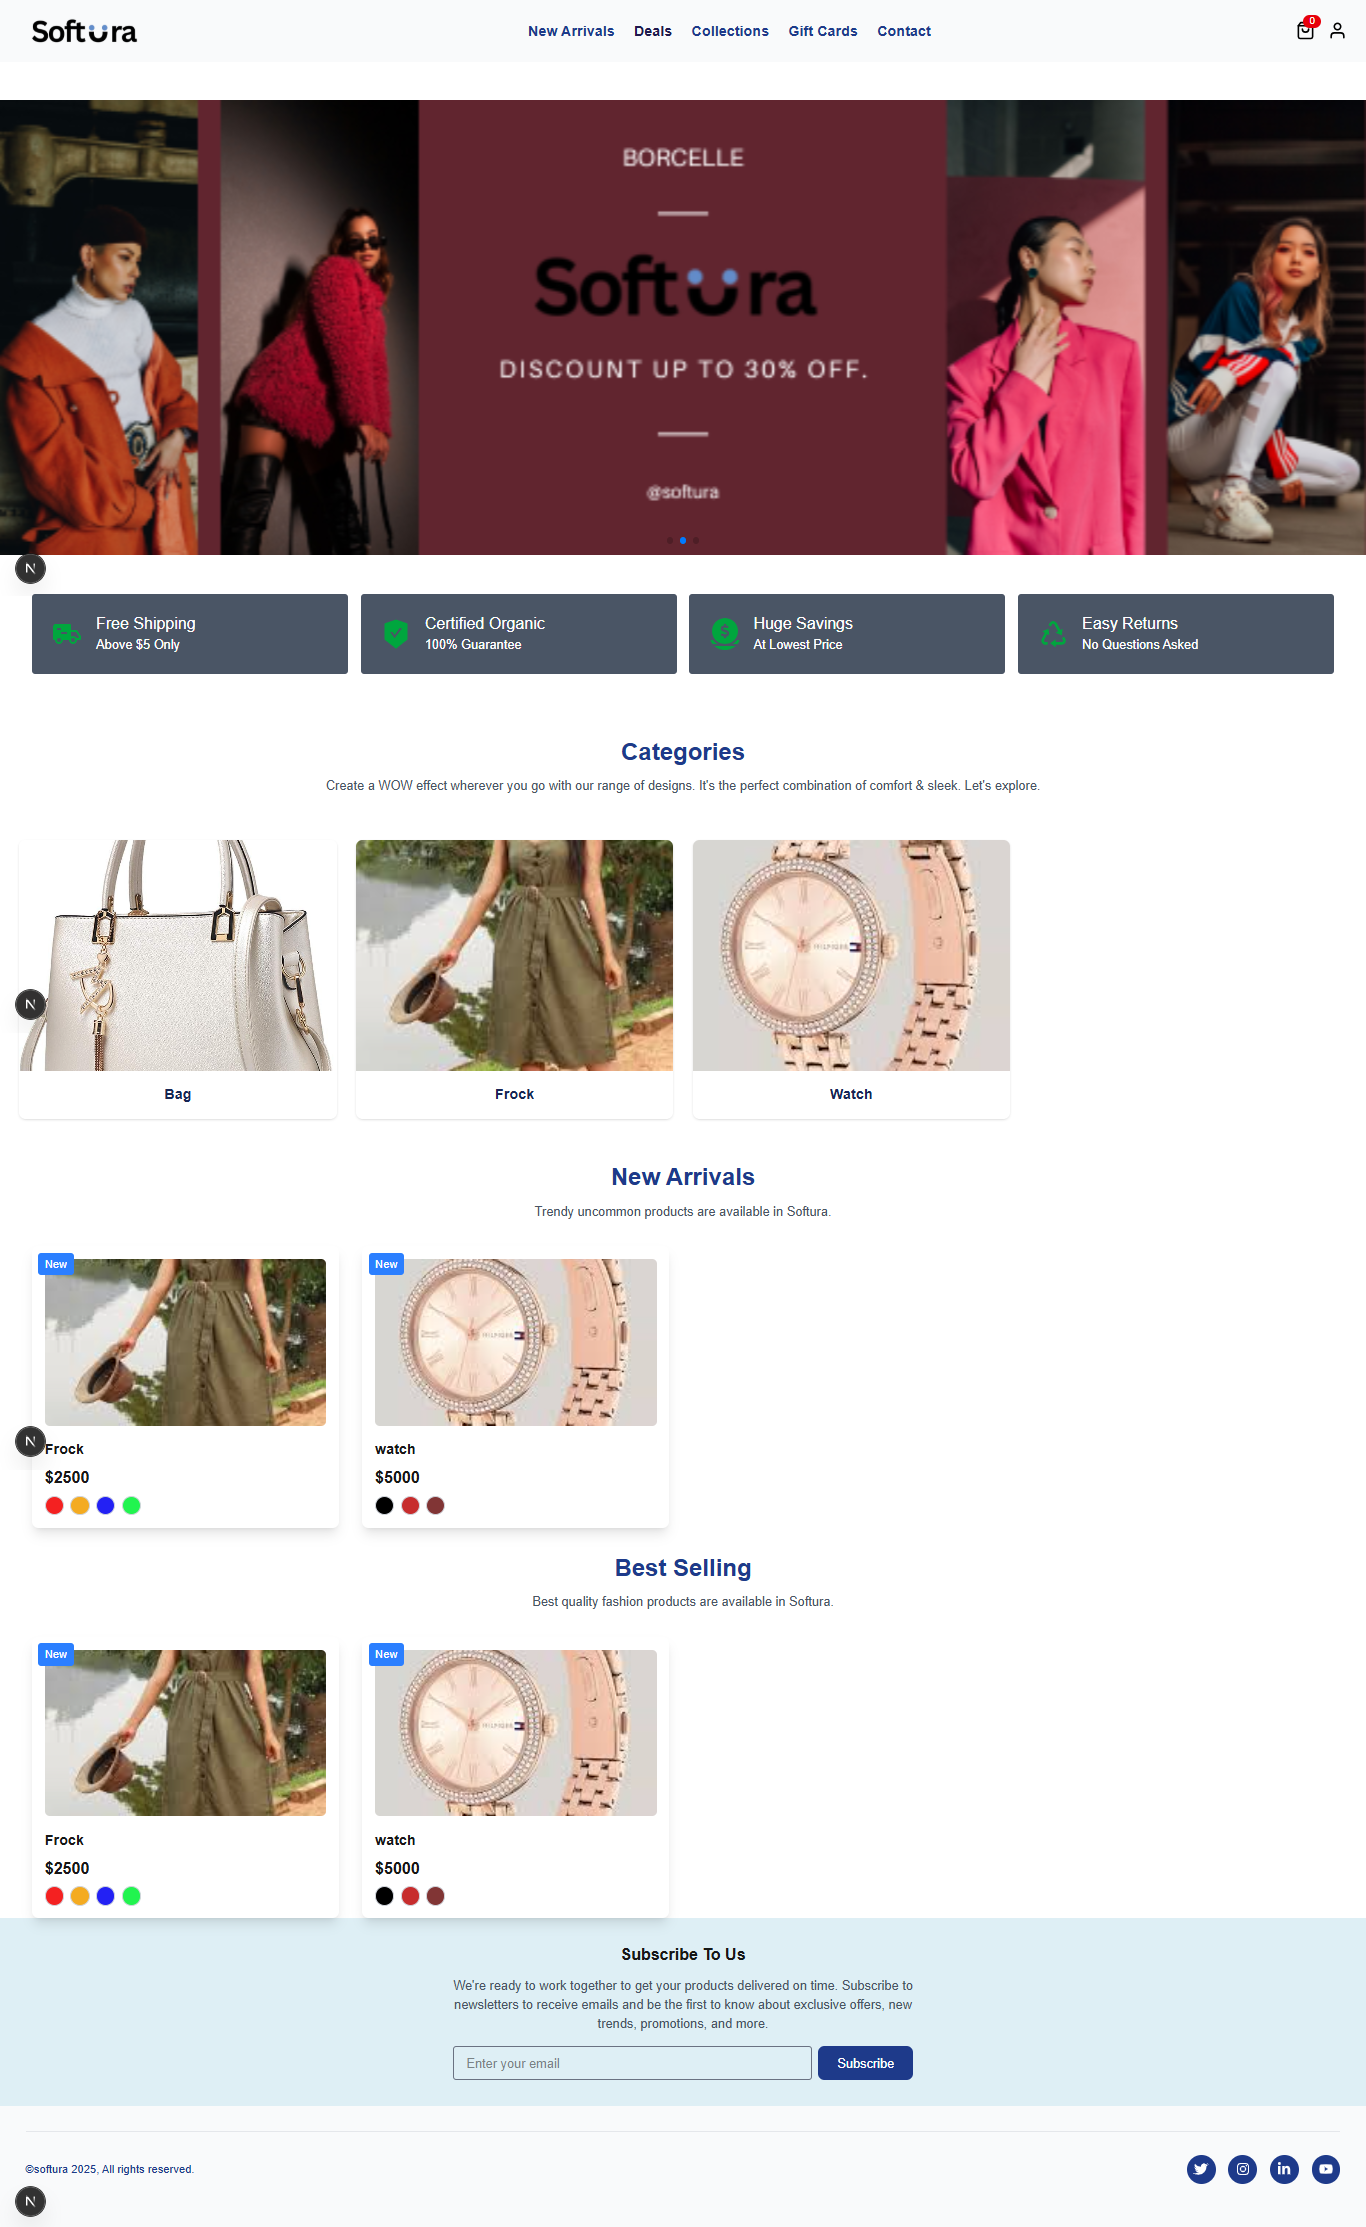 Softura
New Arrivals Deals Collections Gift Cards Contact
0
BORCELLE
Softura
DISCOUNT UP TO 30% OFF.
@softura
N
Free Shipping
Above $5 Only
Certified Organic
100% Guarantee
Huge Savings
At Lowest Price
Easy Returns
No Questions Asked
Categories
Create a WOW effect wherever you go with our range of designs. It's the perfect combination of comfort & sleek. Let's explore.
N
Bag
Frock
Watch
New Arrivals
Trendy uncommon products are available in Softura.
New
New
N
Frock
$2500
watch
$5000
Best Selling
Best quality fashion products are available in Softura.
New
New
Frock
$2500
watch
$5000
Subscribe To Us
We're ready to work together to get your products delivered on time. Subscribe to
newsletters to receive emails and be the first to know about exclusive offers, new
trends, promotions, and more.
Enter your email
Subscribe
©softura 2025, All rights reserved.
N